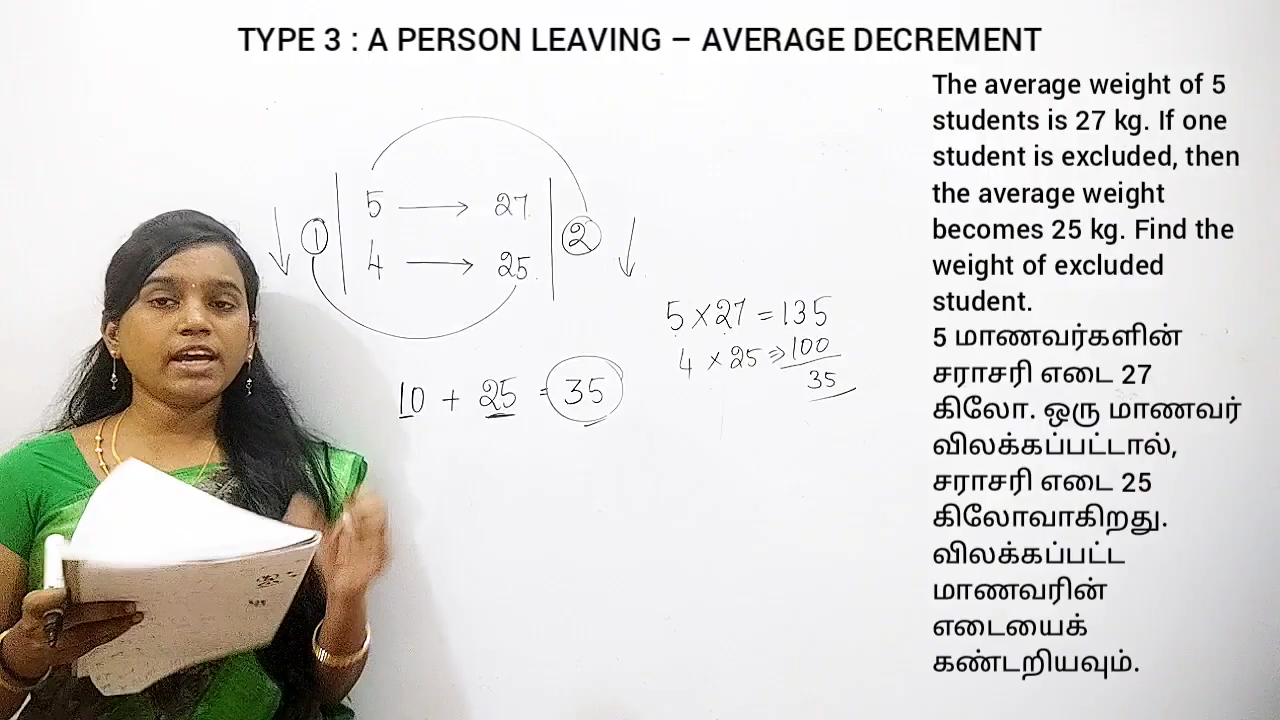 TYPE 3 : A PERSON LEAVING – AVERAGE DECREMENT
The average weight of 5
students is 27 kg. If one
student is excluded, then
the average weight
becomes 25 kg. Find the
weight of excluded
student.
5 மாணவர்களின்
சராசரி எடை 27
கிலோ. ஒரு மாணவர்
விலக்கப்பட்டால்,
சராசரி எடை 25
கிலோவாகிறது.
விலக்கப்பட்ட
மாணவரின்
எடையைக்
கண்டறியவும்.
↓ 1 | 5 → 27 | 2 ↓
4 → 25
10 + 25 = 35
5 × 27 = 135
4 × 25 ⇒ 100
35